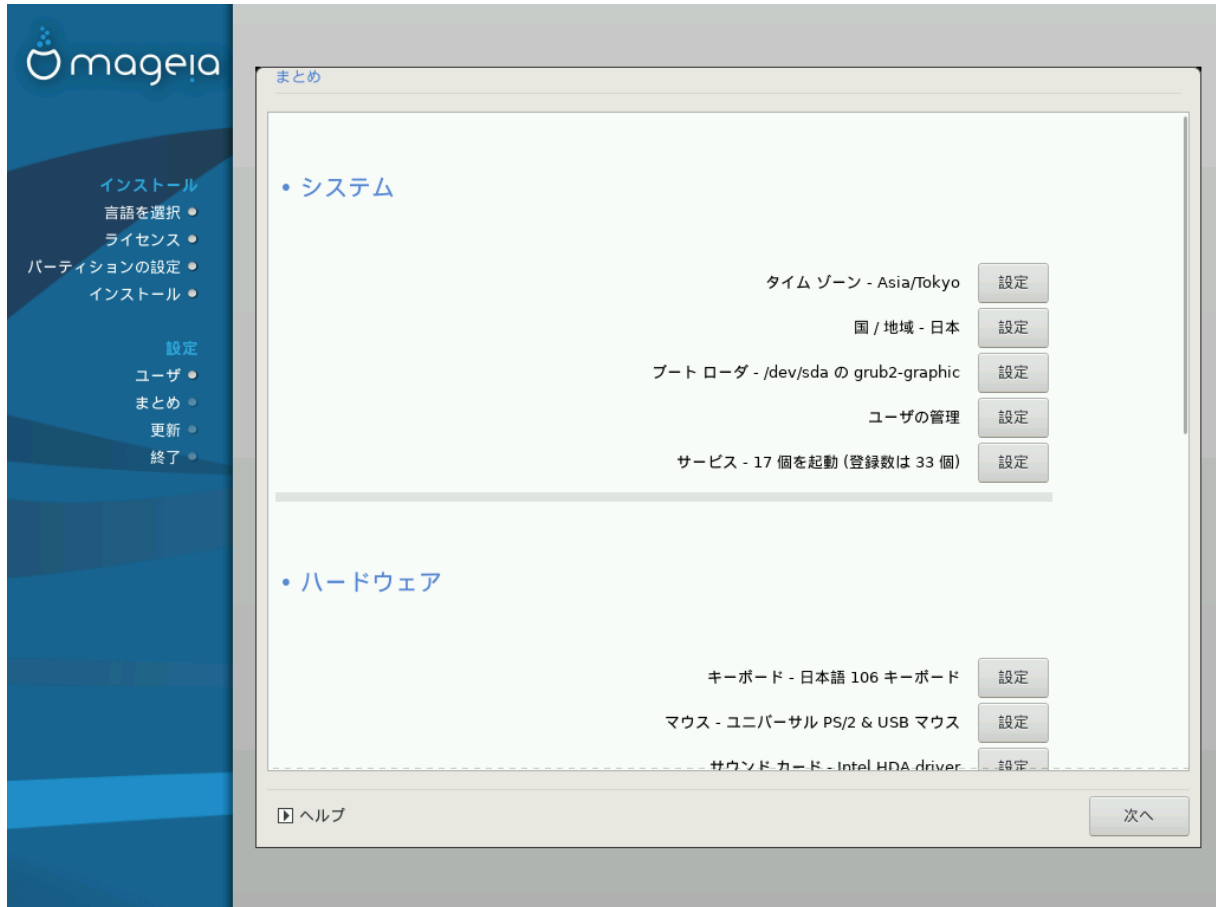 mageia
インストール
言語を選択
ライセンス
パーティションの設定
インストール
設定
ユーザ
まとめ
更新
終了
まとめ
• システム
タイム ゾーン - Asia/Tokyo 設定
国 / 地域 - 日本 設定
ブート ローダ - /dev/sda の grub2-graphic 設定
ユーザの管理 設定
サービス - 17 個を起動 (登録数は 33 個) 設定
• ハードウェア
キーボード - 日本語 106 キーボード 設定
マウス - ユニバーサル PS/2 & USB マウス 設定
サウンド カード - Intel HDA driver 設定
ヘルプ
次へ